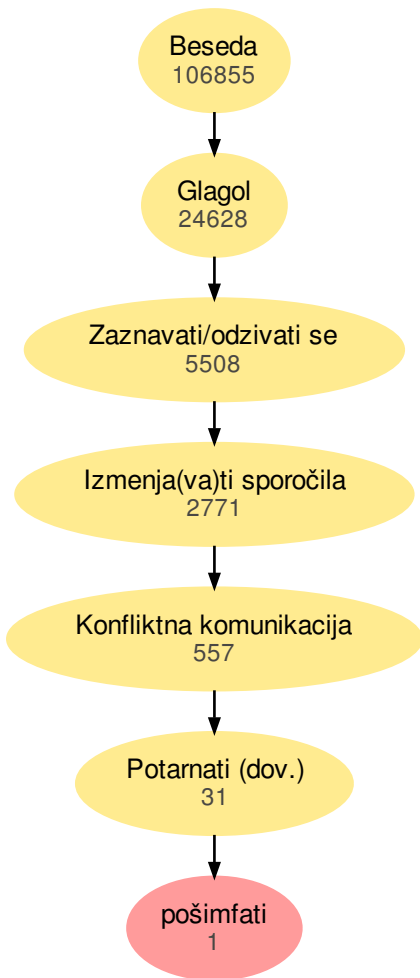 Beseda
106855
Glagol
24628
Zaznavati/odzivati se
5508
Izmenja(va)ti sporočila
2771
Konfliktna komunikacija
557
Potarnati (dov.)
31
pošimfati
1